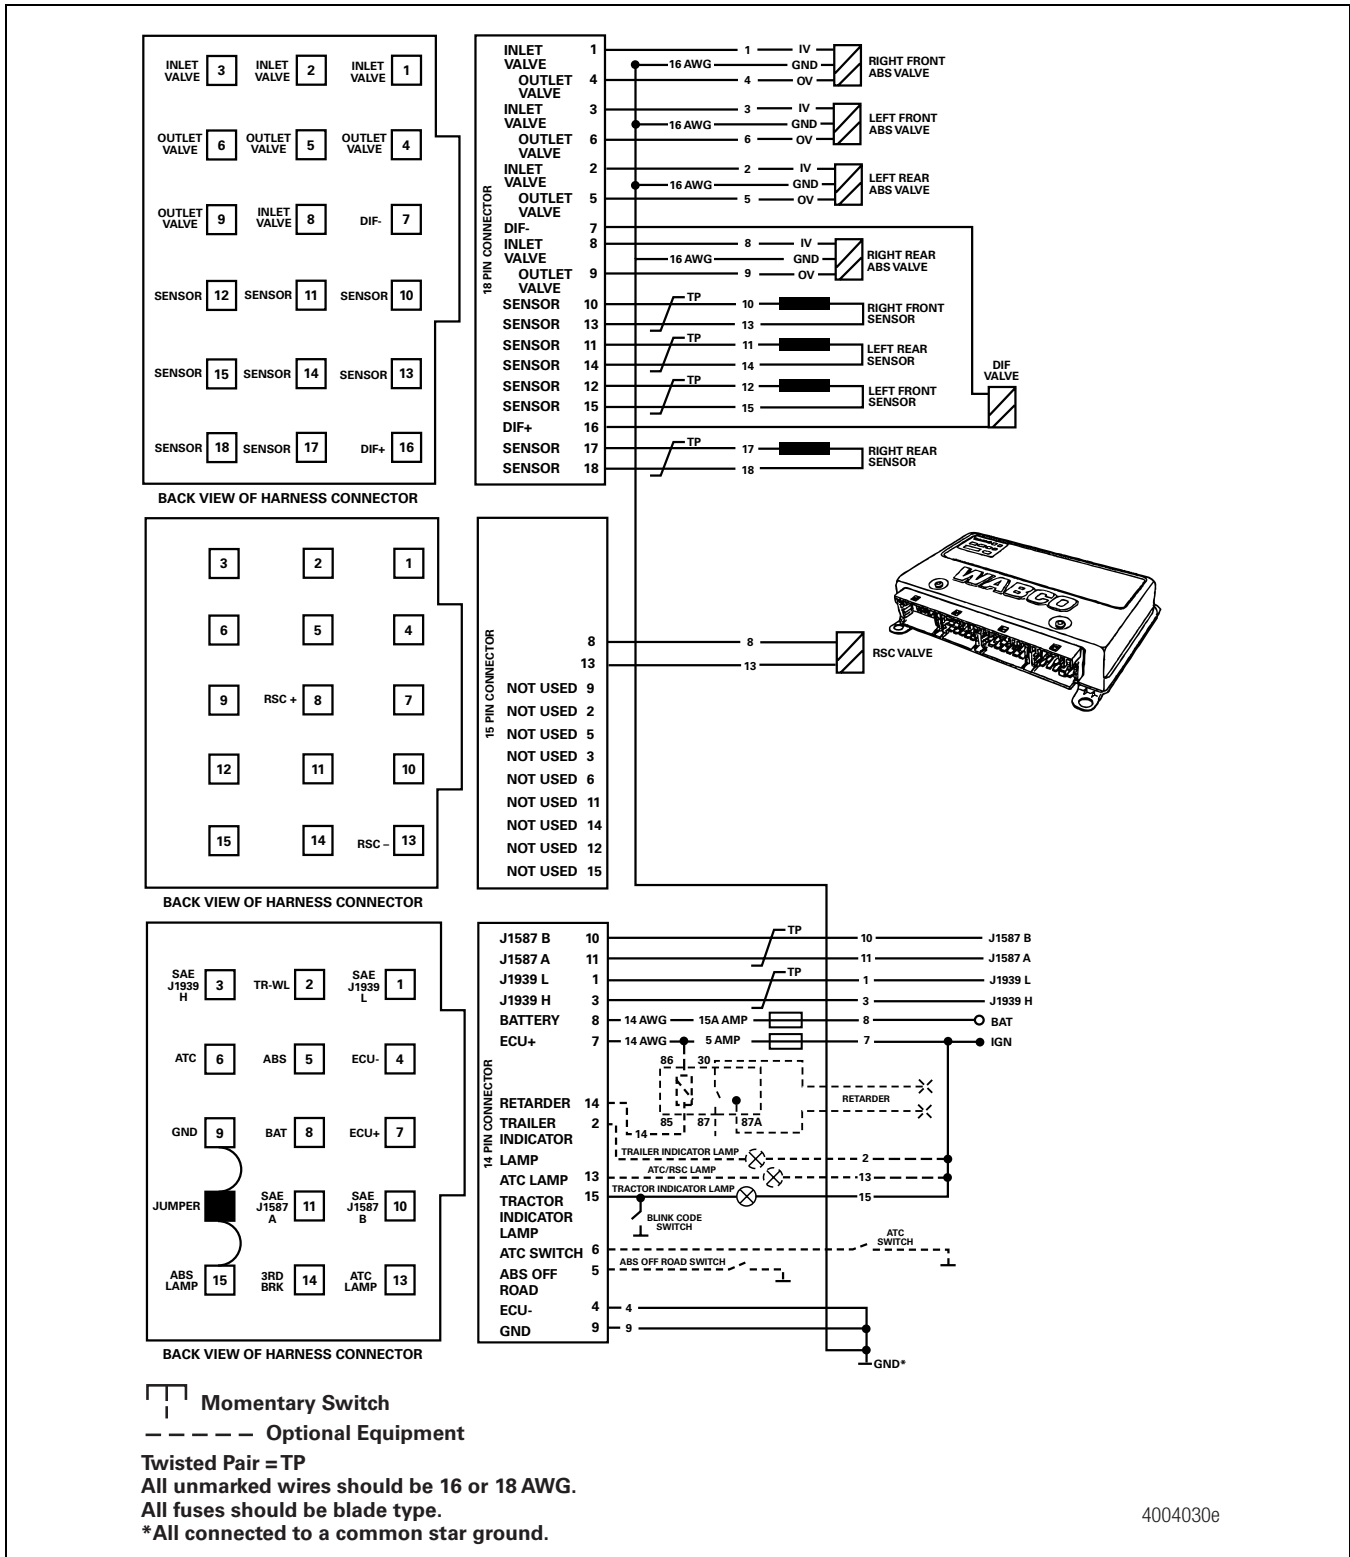 INLET VALVE 3 INLET VALVE 2 INLET VALVE 1
OUTLET VALVE 6 OUTLET VALVE 5 OUTLET VALVE 4
OUTLET VALVE 9 INLET VALVE 8 DIF- 7
SENSOR 12 SENSOR 11 SENSOR 10
SENSOR 15 SENSOR 14 SENSOR 13
SENSOR 18 SENSOR 17 DIF+ 16
BACK VIEW OF HARNESS CONNECTOR
18 PIN CONNECTOR
INLET VALVE 1 1 IV
16 AWG GND
OUTLET VALVE 4 4 OV
RIGHT FRONT
ABS VALVE
INLET VALVE 3 3 IV
16 AWG GND
OUTLET VALVE 6 6 OV
LEFT FRONT
ABS VALVE
INLET VALVE 2 2 IV
16 AWG GND
OUTLET VALVE 5 5 OV
LEFT REAR
ABS VALVE
DIF- 7
INLET VALVE 8 8 IV
16 AWG GND
OUTLET VALVE 9 9 OV
RIGHT REAR
ABS VALVE
SENSOR 10 TP 10
SENSOR 13 13
RIGHT FRONT
SENSOR
SENSOR 11 TP 11
SENSOR 14 14
LEFT REAR
SENSOR
SENSOR 12 TP 12
SENSOR 15 15
LEFT FRONT
SENSOR
DIF
VALVE
DIF+ 16
SENSOR 17 TP 17
SENSOR 18 18
RIGHT REAR
SENSOR
3 2 1
6 5 4
9 RSC + 8 7
12 11 10
15 14 RSC – 13
BACK VIEW OF HARNESS CONNECTOR
15 PIN CONNECTOR
8 8
13 13
RSC VALVE
NOT USED 9
NOT USED 2
NOT USED 5
NOT USED 3
NOT USED 6
NOT USED 11
NOT USED 14
NOT USED 12
NOT USED 15
WABCO
SAE J1939 H 3 TR-WL 2 SAE J1939 L 1
ATC 6 ABS 5 ECU- 4
GND 9 BAT 8 ECU+ 7
JUMPER SAE J1587 A 11 SAE J1587 B 10
ABS LAMP 15 3RD BRK 14 ATC LAMP 13
BACK VIEW OF HARNESS CONNECTOR
14 PIN CONNECTOR
J1587 B 10 TP 10 J1587 B
J1587 A 11 11 J1587 A
J1939 L 1 TP 1 J1939 L
J1939 H 3 3 J1939 H
BATTERY 8 14 AWG 15A AMP 8 BAT
ECU+ 7 14 AWG 5 AMP 7 IGN
86 30
RETARDER
85 87 87A
RETARDER 14 14
TRAILER INDICATOR LAMP 2 TRAILER INDICATOR LAMP 2
ATC LAMP 13 ATC/RSC LAMP 13
TRACTOR INDICATOR LAMP 15 TRACTOR INDICATOR LAMP 15
BLINK CODE
SWITCH
ATC SWITCH 6 ATC SWITCH
ABS OFF ROAD 5 ABS OFF ROAD SWITCH
ECU- 4 4
GND 9 9
GND*
Momentary Switch
Optional Equipment
Twisted Pair = TP
All unmarked wires should be 16 or 18 AWG.
All fuses should be blade type.
*All connected to a common star ground.
4004030e